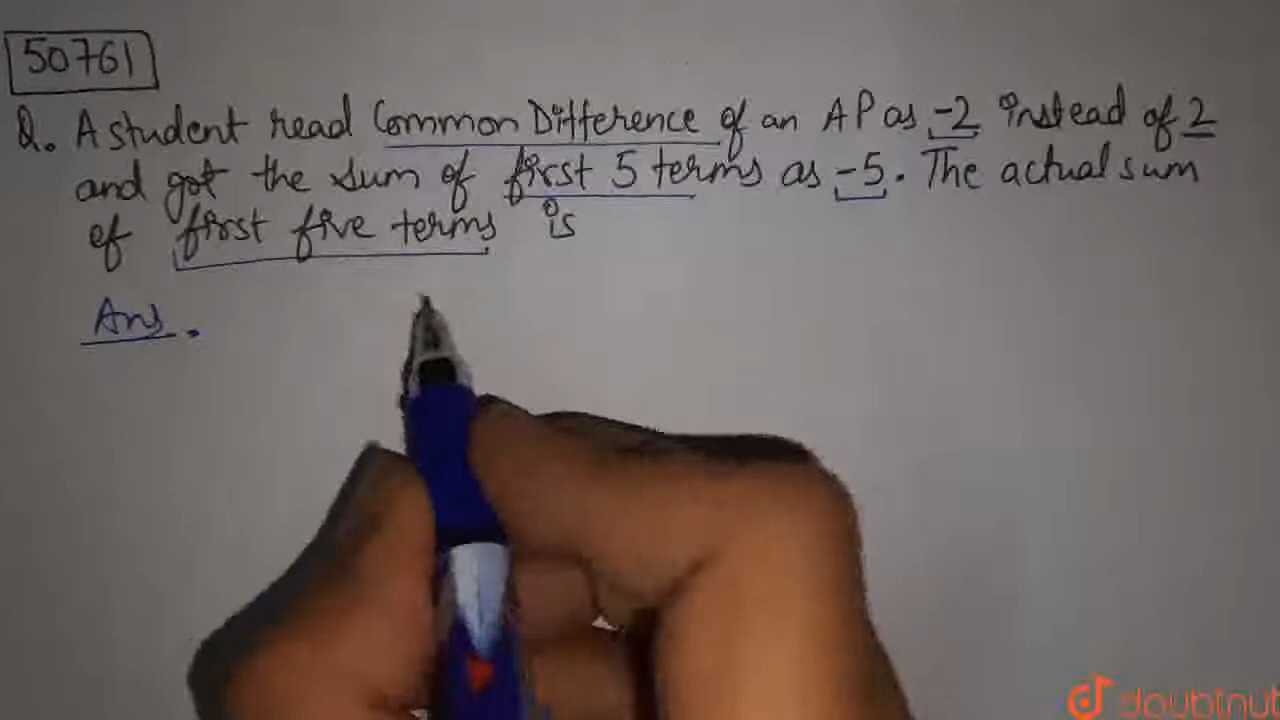 50761
Q. A student read Common Difference of an AP as -2 instead of 2
and got the sum of first 5 terms as -5. The actual sum
of first five terms is
Ans.
doubtnut